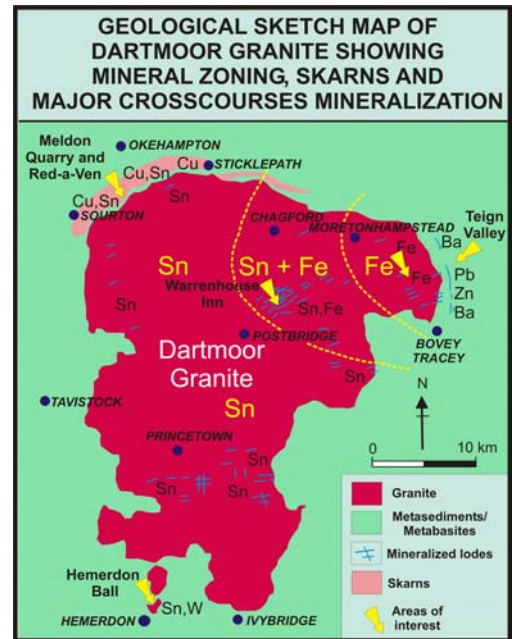 GEOLOGICAL SKETCH MAP OF
DARTMOOR GRANITE SHOWING
MINERAL ZONING, SKARNS AND
MAJOR CROSSCOURSES MINERALIZATION
Meldon
Quarry and
Red-a-Ven
OKEHAMPTON
STICKLEPATH
Cu
Cu,Sn
Cu,Sn
SOURTON
Sn
CHAGFORD
MORETONHAMPSTEAD
Teign
Valley
Fe
Ba
Sn
Sn + Fe
Fe
Fe
Pb
Zn
Ba
Warrenhouse
Inn
Sn,Fe
Sn
POSTBRIDGE
BOVEY
TRACEY
Dartmoor
Granite
Sn
Sn
TAVISTOCK
N
PRINCETOWN
0 10 km
Sn
Sn
Sn
Granite
Metasediments/
Metabasites
Mineralized lodes
Skarns
Areas of
interest
Hemerdon
Ball
Sn,W
HEMERDON
IVYBRIDGE